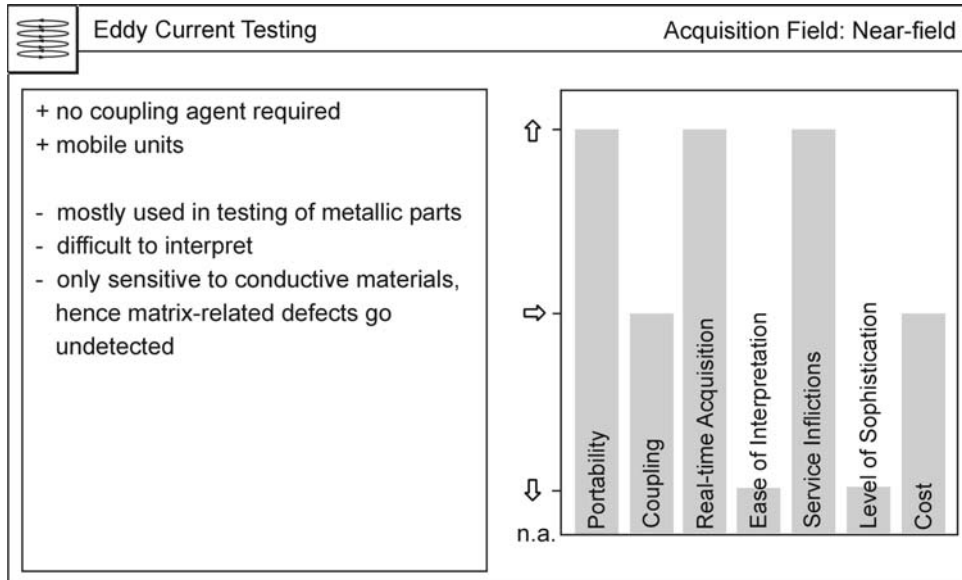 Eddy Current Testing
Acquisition Field: Near-field
+ no coupling agent required
+ mobile units
- mostly used in testing of metallic parts
- difficult to interpret
- only sensitive to conductive materials,
hence matrix-related defects go
undetected
n.a.
Portability
Coupling
Real-time Acquisition
Ease of Interpretation
Service Inflictions
Level of Sophistication
Cost